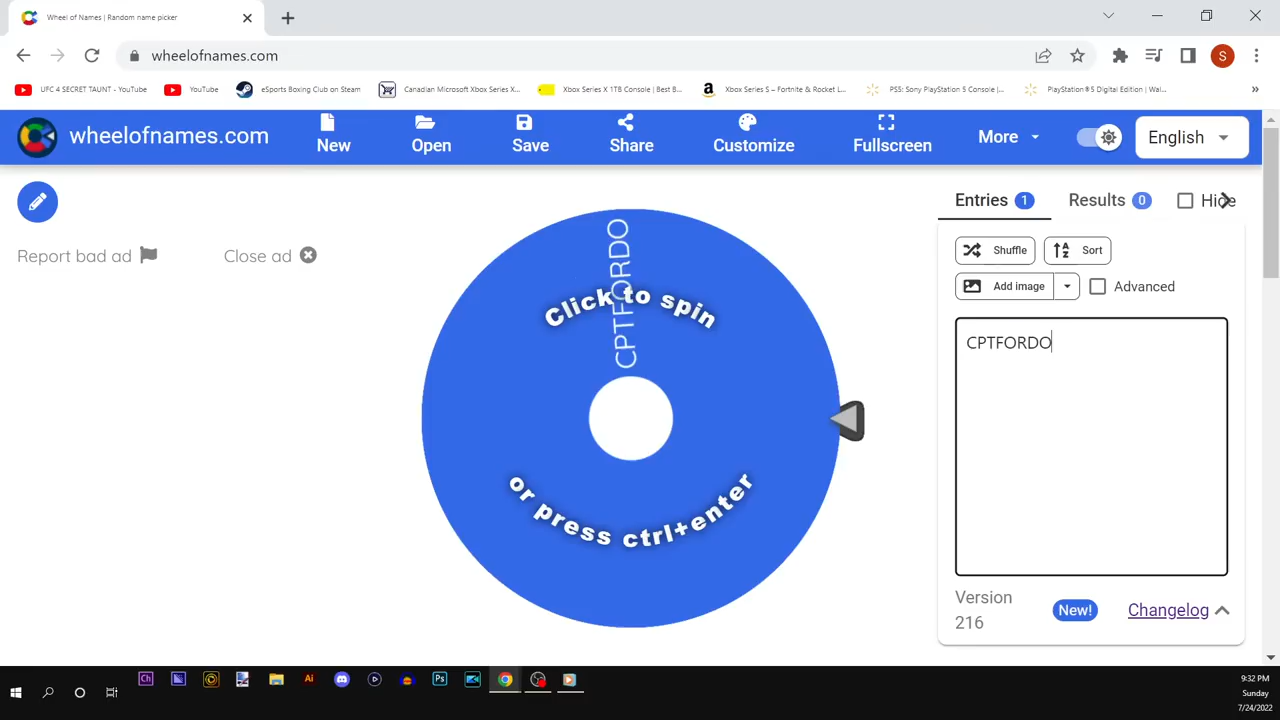 Wheel of Names | Random name picker
wheelofnames.com
S
UFC 4 SECRET TAUNT - YouTube
YouTube
eSports Boxing Club on Steam
Canadian Microsoft Xbox Series X...
Xbox Series X 1TB Console | Best B...
Xbox Series S – Fortnite & Rocket L...
PS5: Sony PlayStation 5 Console |...
PlayStation®5 Digital Edition | Wal...
»
wheelofnames.com
New
Open
Save
Share
Customize
Fullscreen
More
English
Report bad ad
Close ad
CPTFORDO
Click to spin
or press ctrl+enter
Entries 1
Results 0
Hide
Shuffle
Sort
Add image
Advanced
CPTFORDO
Version
216
New!
Changelog
Ch
Ai
Ps
9:32 PM
Sunday
7/24/2022